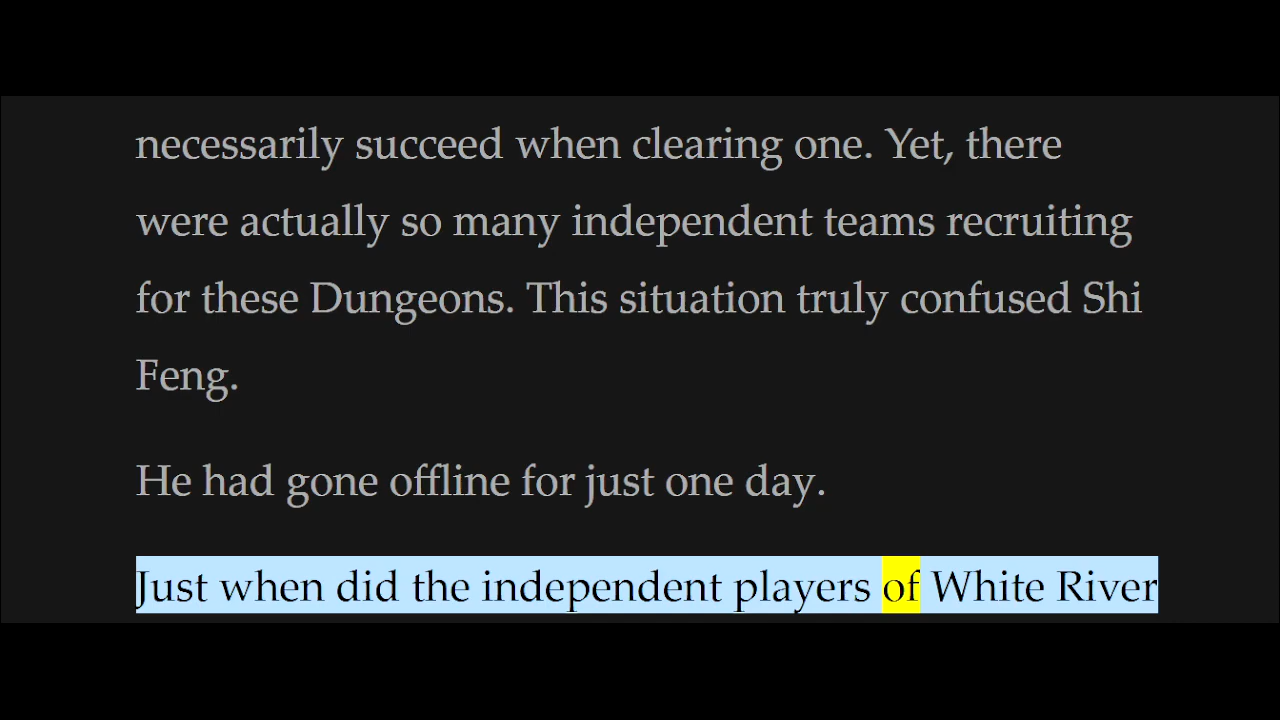 necessarily succeed when clearing one. Yet, there
were actually so many independent teams recruiting
for these Dungeons. This situation truly confused Shi
Feng.
He had gone offline for just one day.
Just when did the independent players of White River